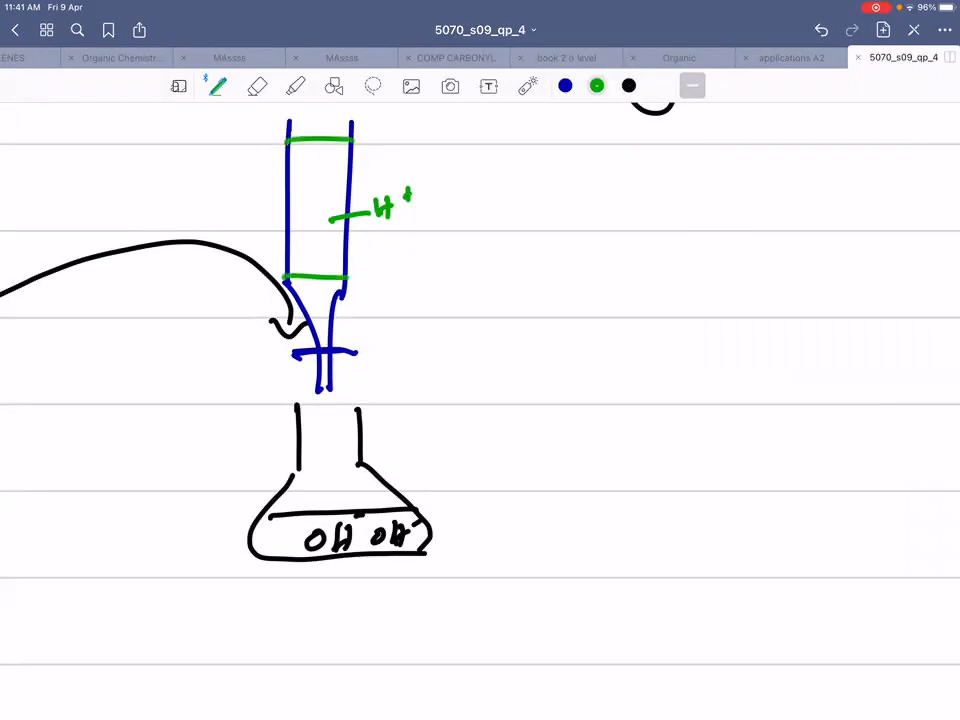 11:41 AM Fri 9 Apr 96%
5070_s09_qp_4
ENES Organic Chemistr... MAssss MAssss COMP CARBONYL book 2 o level Organic applications A2 5070_s09_qp_4
H+
OH⁻ OH⁻